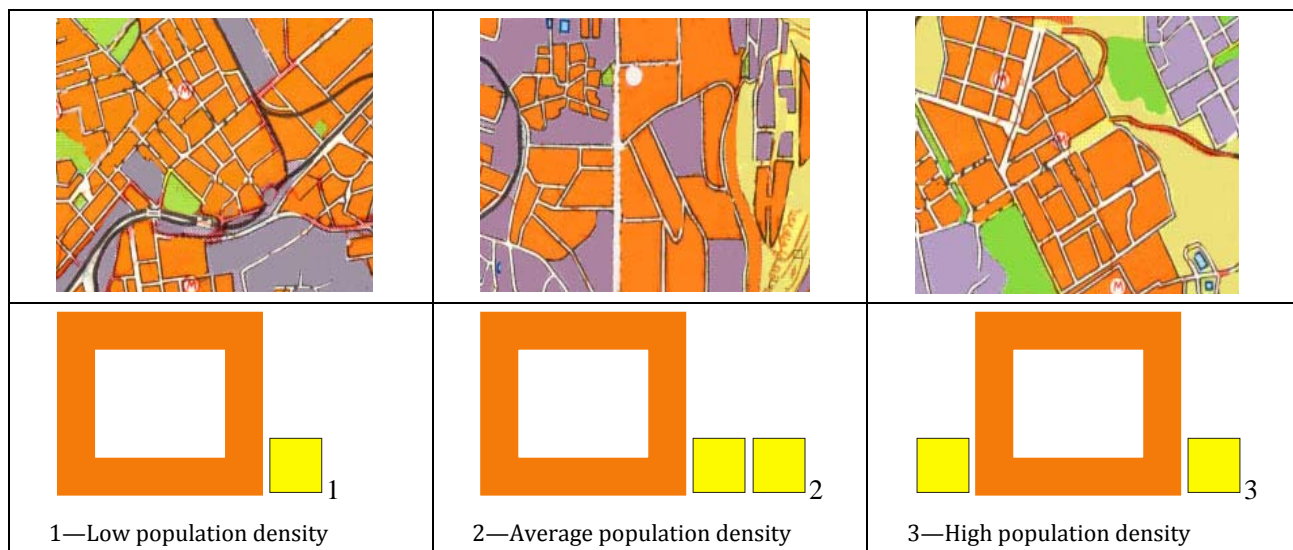 M
M
M
M
M
1
2
3
1—Low population density
2—Average population density
3—High population density